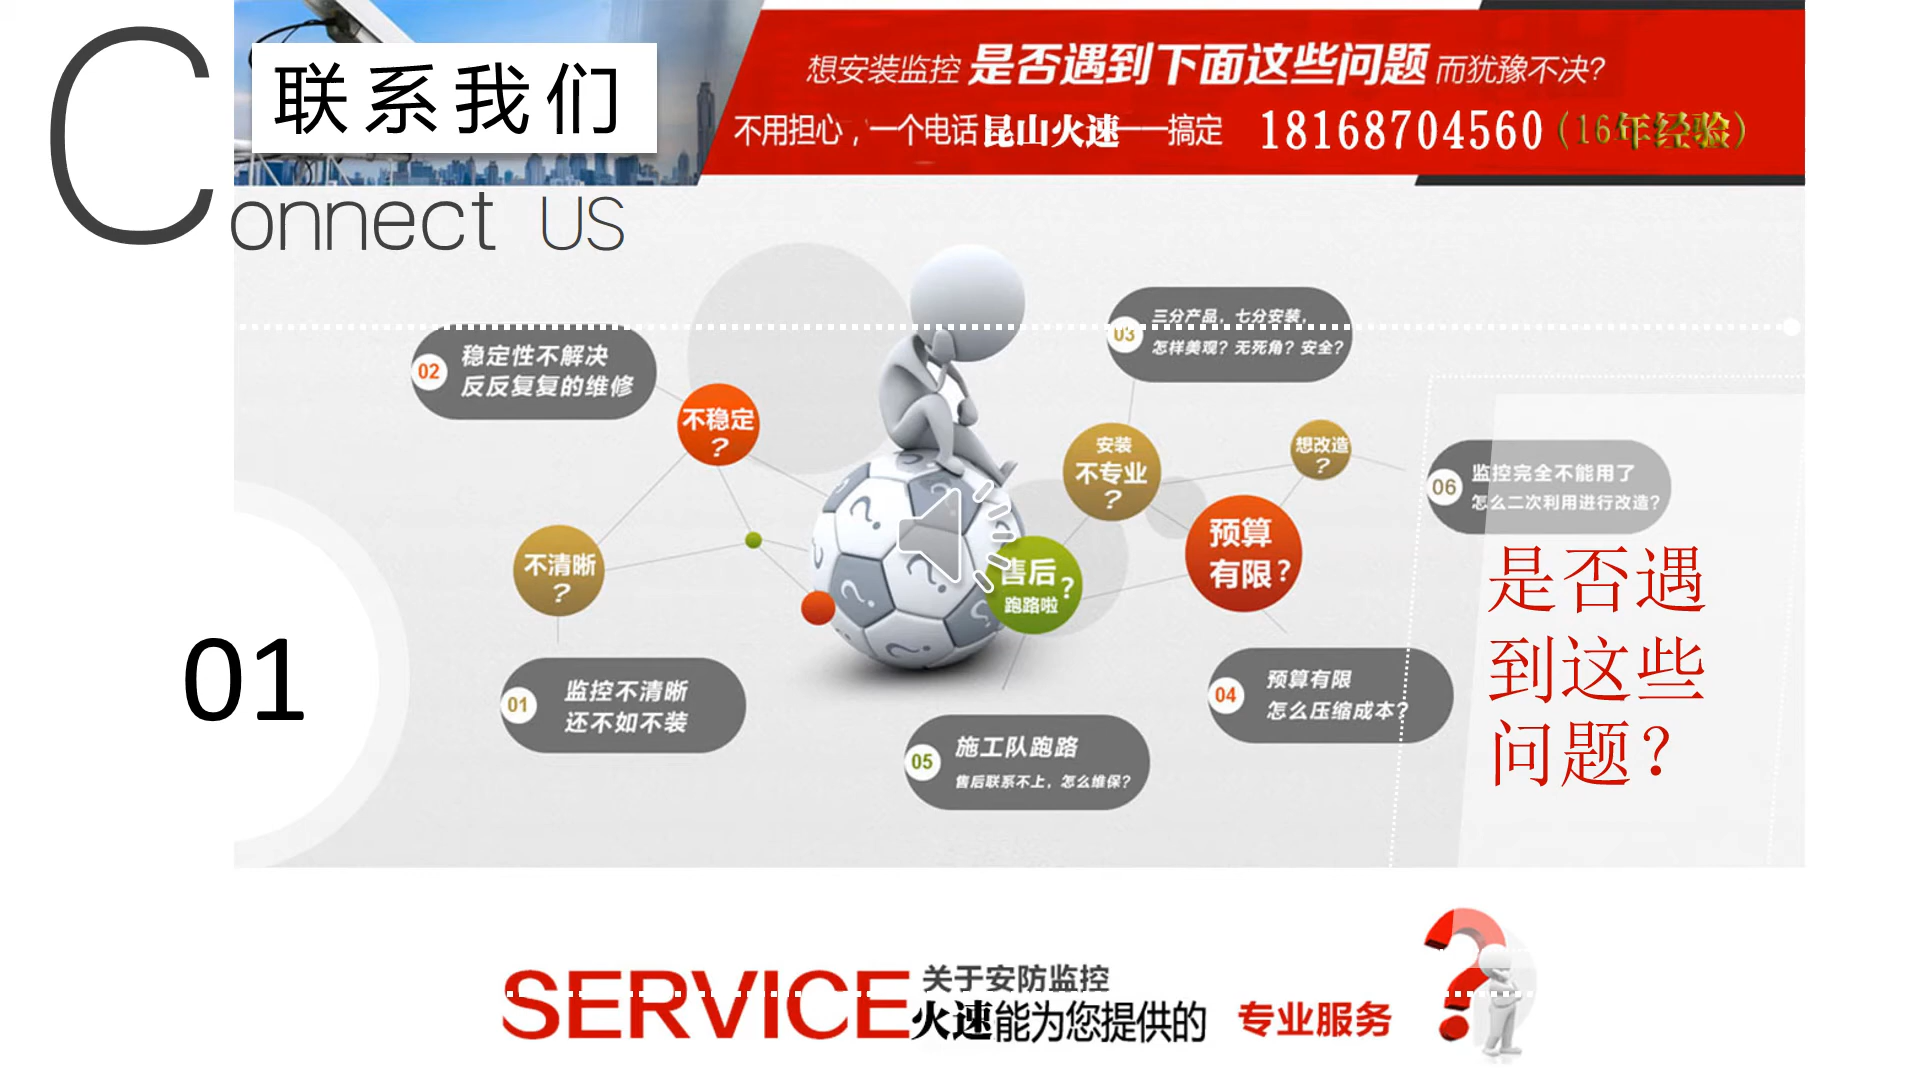 联系我们
Connect US
想安装监控 是否遇到下面这些问题 而犹豫不决？
不用担心，一个电话昆山火速——搞定 18168704560（16年经验）
02 稳定性不解决
反反复复的维修
不稳定
？
03 三分产品，七分安装，
怎样美观？无死角？安全？
安装
不专业
？
想改造
？
06 监控完全不能用了
怎么二次利用进行改造？
不清晰
？
售后？
跑路啦
预算
有限？
是否遇
到这些
问题？
01
01 监控不清晰
还不如不装
04 预算有限
怎么压缩成本？
05 施工队跑路
售后联系不上，怎么维保？
SERVICE 关于安防监控
火速能为您提供的 专业服务